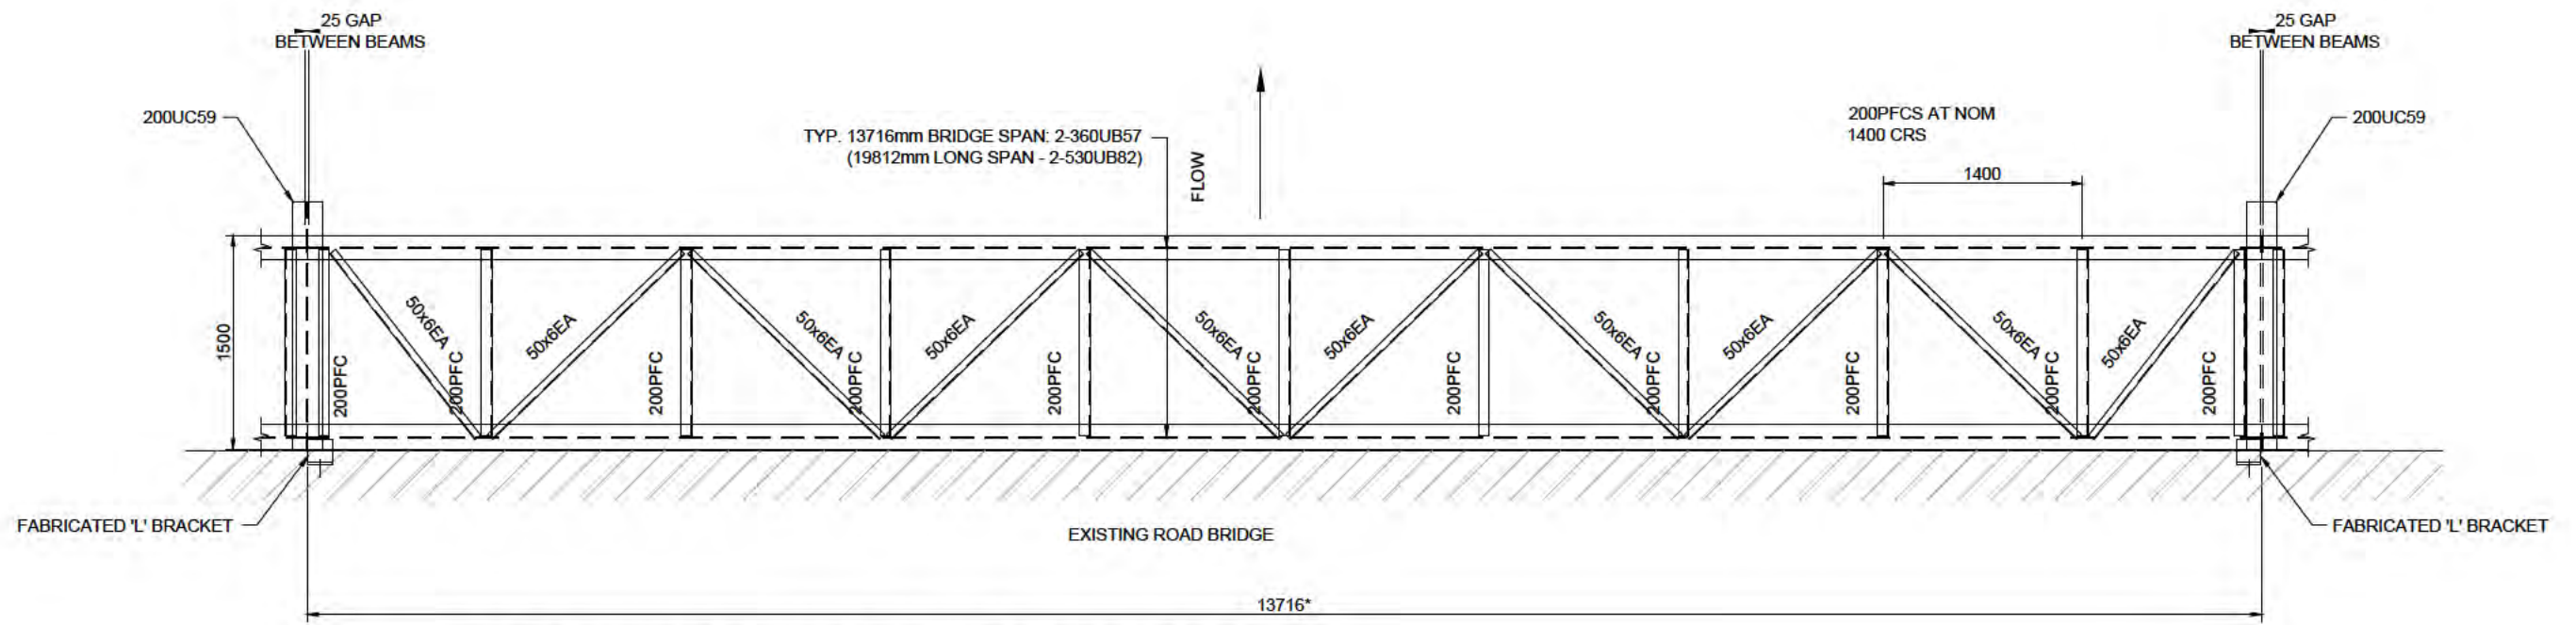 25 GAP
BETWEEN BEAMS
25 GAP
BETWEEN BEAMS
200UC59
TYP. 13716mm BRIDGE SPAN: 2-360UB57
(19812mm LONG SPAN - 2-530UB82)
FLOW
200PFCS AT NOM
1400 CRS
200UC59
1400
1500
200PFC
50x6EA
200PFC
50x6EA
200PFC
50x6EA
200PFC
50x6EA
200PFC
50x6EA
200PFC
50x6EA
200PFC
50x6EA
200PFC
50x6EA
200PFC
50x6EA
200PFC
50x6EA
200PFC
FABRICATED 'L' BRACKET
EXISTING ROAD BRIDGE
FABRICATED 'L' BRACKET
13716*